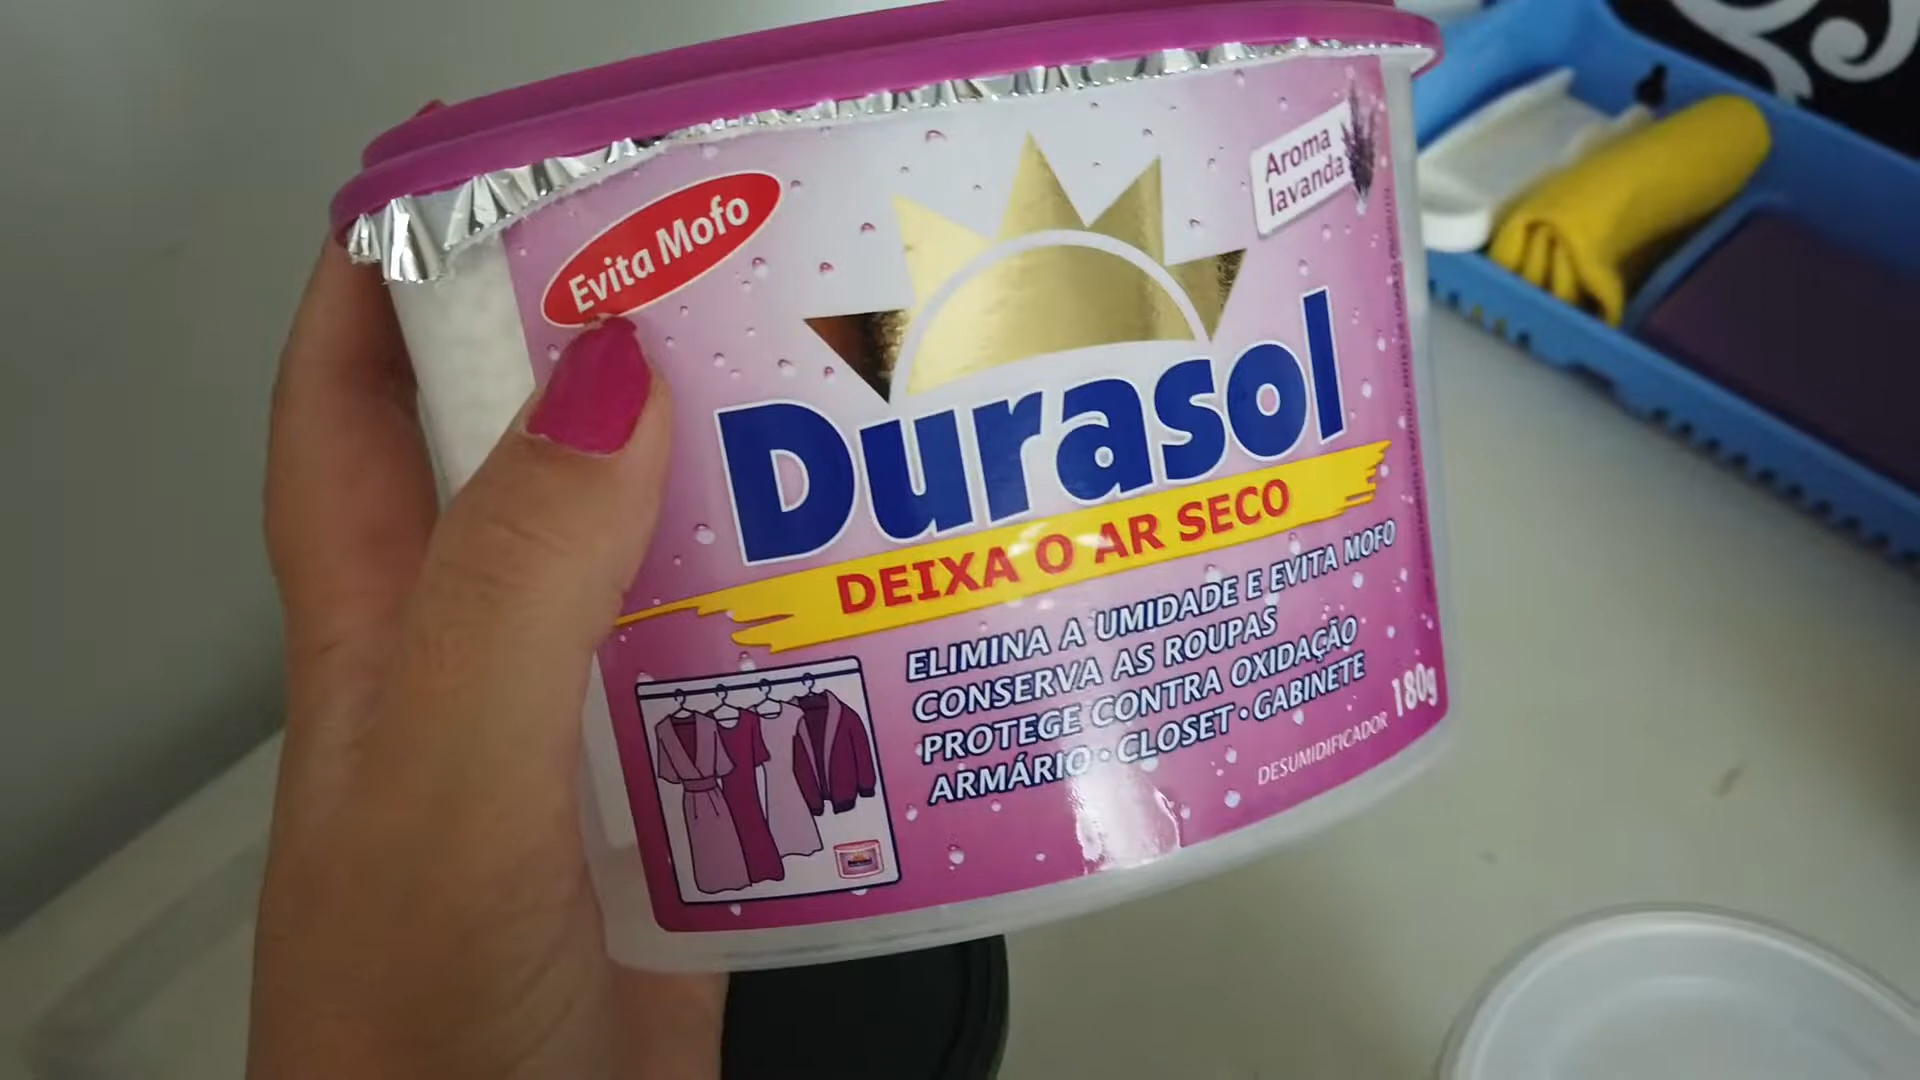 Evita Mofo
Aroma
lavanda
Durasol
DEIXA O AR SECO
ELIMINA A UMIDADE E EVITA MOFO
CONSERVA AS ROUPAS
PROTEGE CONTRA OXIDAÇÃO
ARMÁRIO • CLOSET • GABINETE
180g
DESUMIDIFICADOR